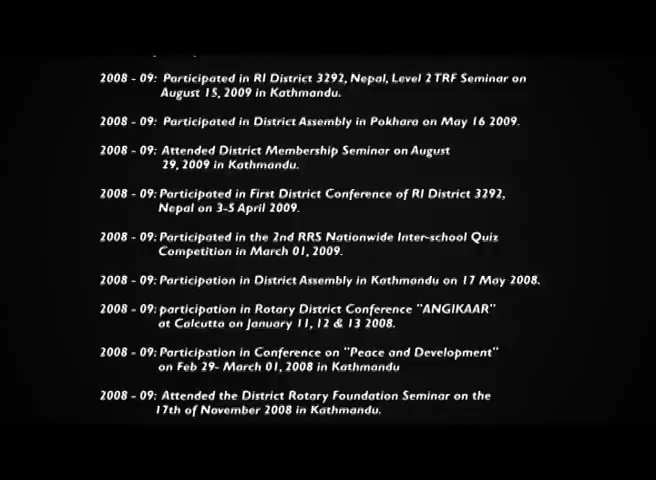 2008 - 09: Participated in RI District 3292, Nepal, Level 2 TRF Seminar on
August 15, 2009 in Kathmandu.
2008 - 09: Participated in District Assembly in Pokhara on May 16 2009.
2008 - 09: Attended District Membership Seminar on August
29, 2009 in Kathmandu.
2008 - 09: Participated in First District Conference of RI District 3292,
Nepal on 3-5 April 2009.
2008 - 09: Participated in the 2nd RRS Nationwide Inter-school Quiz
Competition in March 01, 2009.
2008 - 09: Participation in District Assembly in Kathmandu on 17 May 2008.
2008 - 09: participation in Rotary District Conference "ANGIKAAR"
at Calcutta on January 11, 12 & 13 2008.
2008 - 09: Participation in Conference on "Peace and Development"
on Feb 29- March 01, 2008 in Kathmandu
2008 - 09: Attended the District Rotary Foundation Seminar on the
17th of November 2008 in Kathmandu.